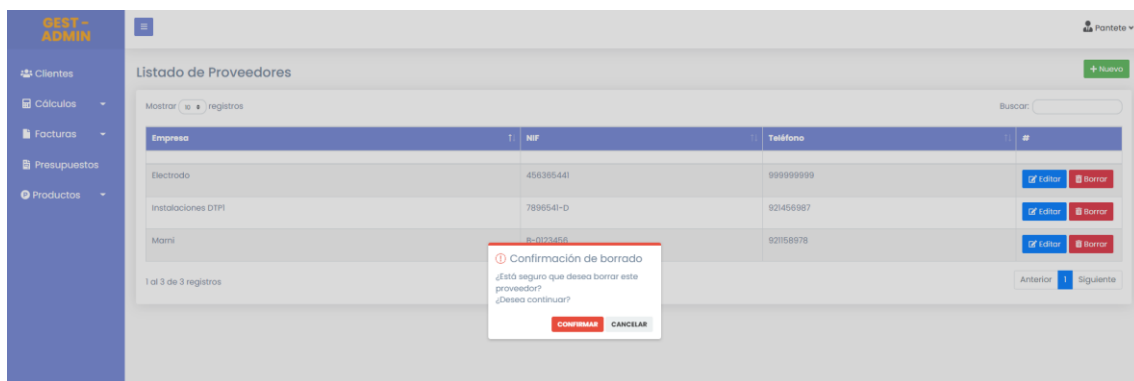 GEST -
ADMIN
Pantete
Clientes
Cálculos
Facturas
Presupuestos
Productos
Listado de Proveedores
+ Nuevo
Mostrar 10 registros
Buscar:
Empresa NIF Teléfono #
Electrodo 456365441 999999999 Editar Borrar
Instalaciones DTP1 7896541-D 921456987 Editar Borrar
Marni B-0123456 921158978 Editar Borrar
1 al 3 de 3 registros
Anterior 1 Siguiente
Confirmación de borrado
¿Está seguro que desea borrar este
proveedor?
¿Desea continuar?
CONFIRMAR CANCELAR